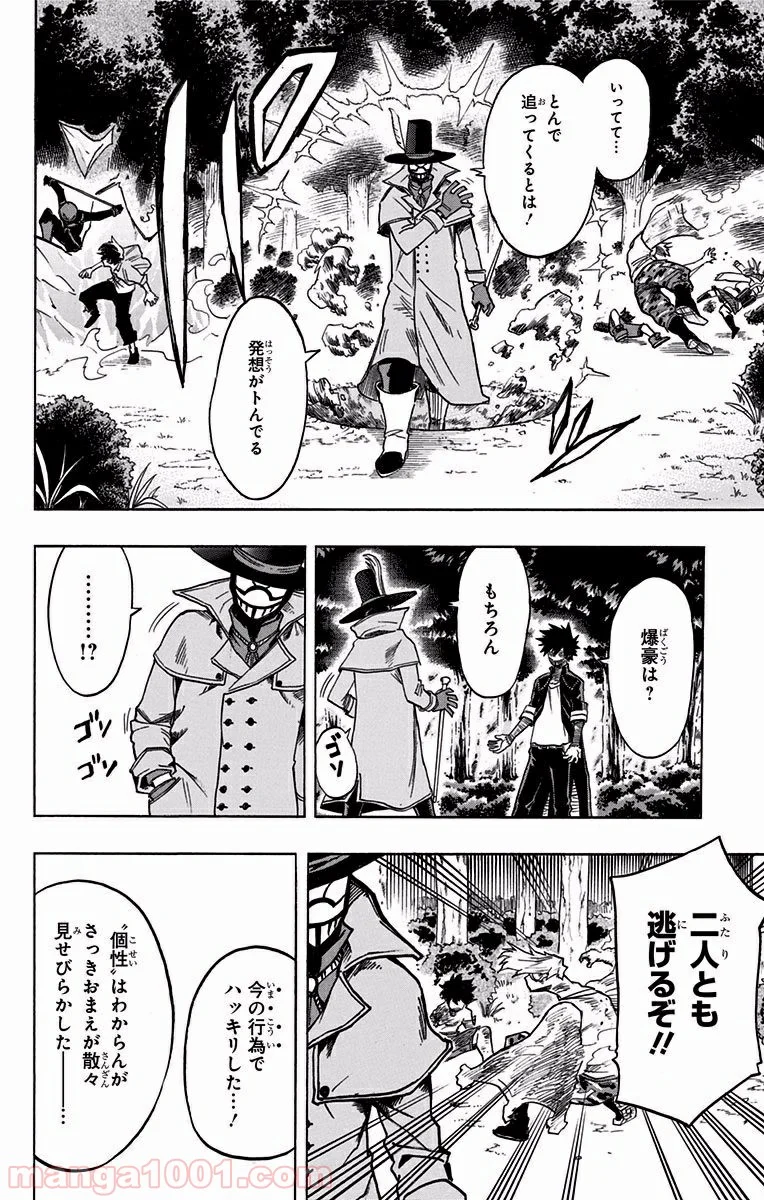 いってて…
とんで
追ってくるとは！
発想がトんでる
爆豪は？
もちろん
ゴソ
………
!?
ゴソ
ゴソ
二人とも
逃げるぞ!!
今の行為で
ハッキリした…！
〝個性〟はわからんが
さっきおまえが散々
見せびらかした――…
manga1001.com